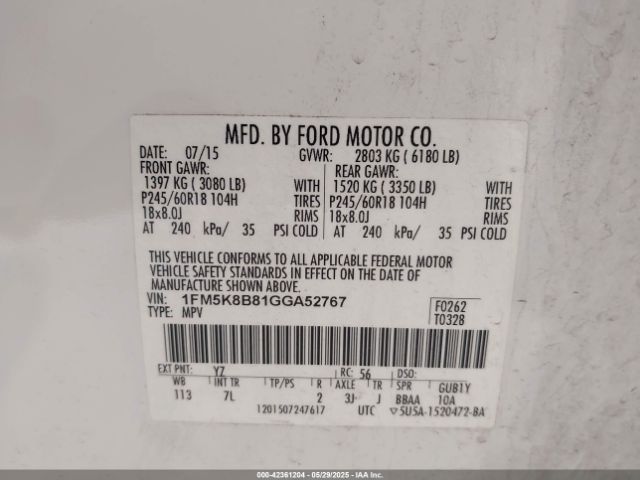 MFD. BY FORD MOTOR CO.
DATE: 07/15 GVWR: 2803 KG ( 6180 LB)
FRONT GAWR: REAR GAWR:
1397 KG ( 3080 LB) WITH 1520 KG ( 3350 LB) WITH
P245/60R18 104H TIRES P245/60R18 104H TIRES
18x8.0J RIMS 18x8.0J RIMS
AT 240 kPa/ 35 PSI COLD AT 240 kPa/ 35 PSI COLD
THIS VEHICLE CONFORMS TO ALL APPLICABLE FEDERAL MOTOR
VEHICLE SAFETY STANDARDS IN EFFECT ON THE DATE OF
MANUFACTURE SHOWN ABOVE.
VIN: 1FM5K8B81GGA52767 F0262
TYPE: MPV T0328
EXT PNT: Y7 RC: 56 DSO:
WB INT TR TP/PS R AXLE TR SPR GUB1Y
113 7L 2 3J J BBAA 10A
1201507247617 UTC ▽5U5A-1520472-BA
000-42361204 - 05/29/2025 - IAAI.COM